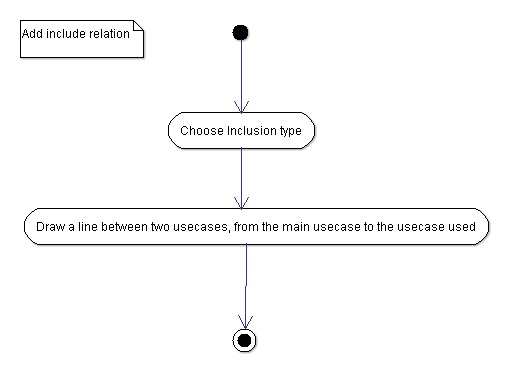 Add include relation
Choose Inclusion type
Draw a line between two usecases, from the main usecase to the usecase used